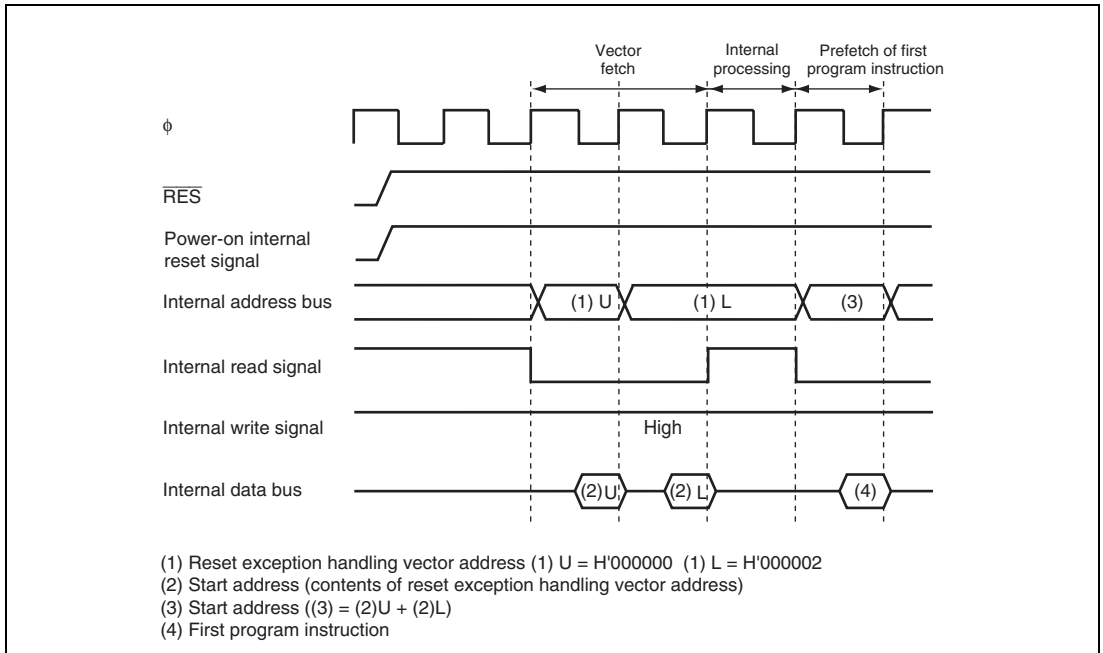 Vector
fetch
Internal
processing
Prefetch of first
program instruction
ϕ
RES
Power-on internal
reset signal
Internal address bus
(1) U
(1) L
(3)
Internal read signal
Internal write signal
High
Internal data bus
(2)U
(2) L
(4)
(1) Reset exception handling vector address (1) U = H'000000 (1) L = H'000002
(2) Start address (contents of reset exception handling vector address)
(3) Start address ((3) = (2)U + (2)L)
(4) First program instruction